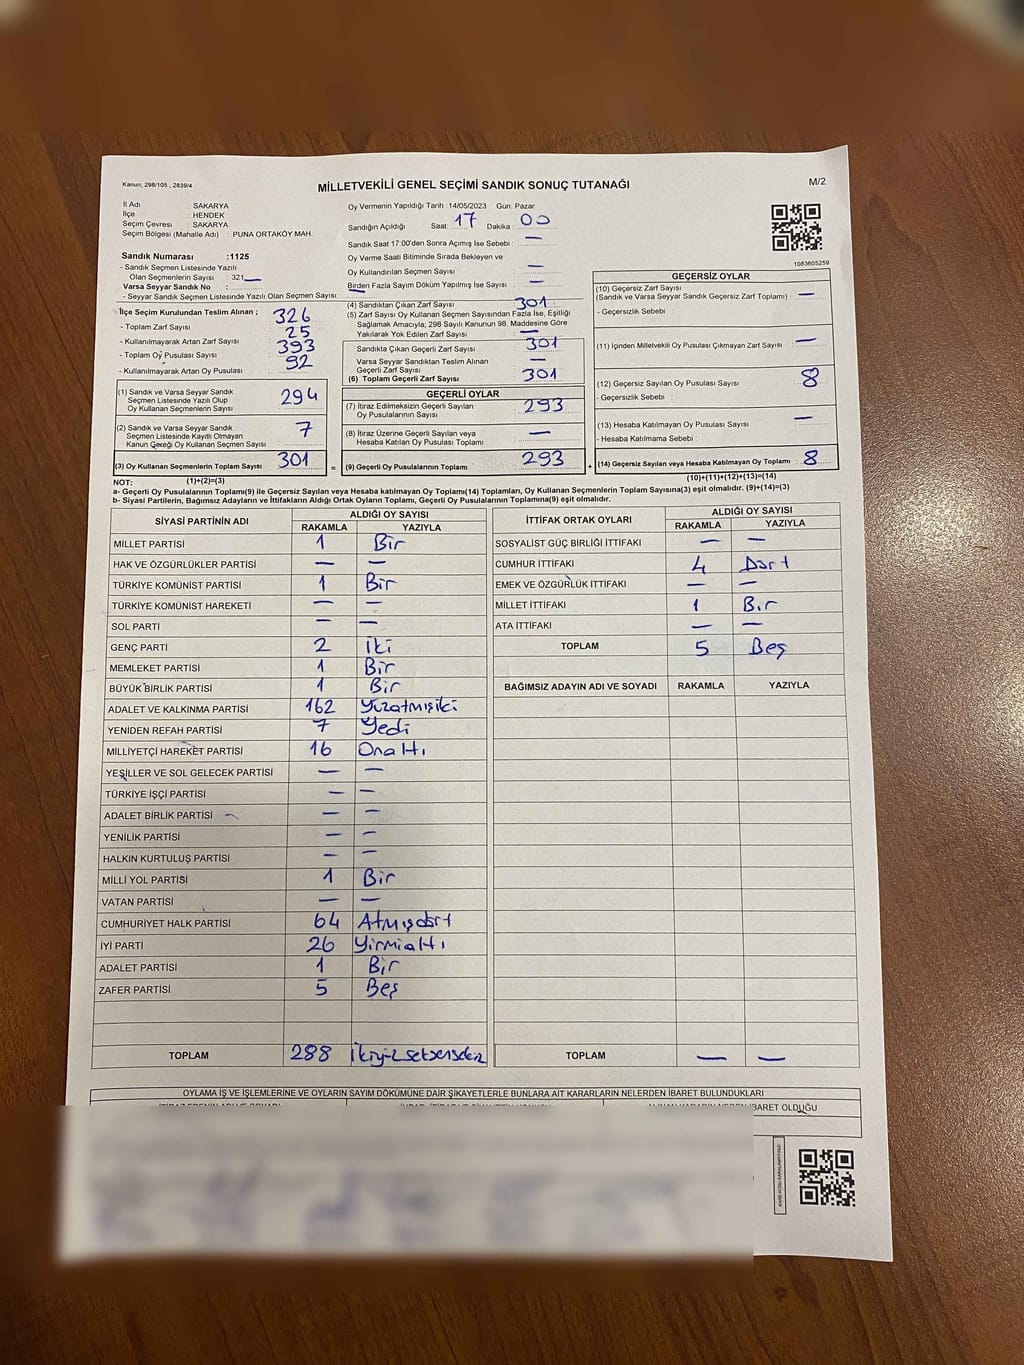 Kanun; 298/105 , 2839/4
MİLLETVEKİLİ GENEL SEÇİMİ SANDIK SONUÇ TUTANAĞI
M/2
İl Adı : SAKARYA
İlçe : HENDEK
Seçim Çevresi : SAKARYA
Seçim Bölgesi (Mahalle Adı) : PUNA ORTAKÖY MAH.
Sandık Numarası :1125
- Sandık Seçmen Listesinde Yazılı
Olan Seçmenlerin Sayısı : 321
Varsa Seyyar Sandık No :
- Seyyar Sandık Seçmen Listesinde Yazılı Olan Seçmen Sayısı:
Oy Vermenin Yapıldığı Tarih :14/05/2023 Gün: Pazar
Sandığın Açıldığı Saat: 17 Dakika : 00
Sandık Saat 17:00'den Sonra Açımış İse Sebebi : —
Oy Verme Saati Bitiminde Sırada Bekleyen ve
Oy Kullandırılan Seçmen Sayısı : —
Birden Fazla Sayım Döküm Yapılmış İse Sayısı : —
1083605259
İlçe Seçim Kurulundan Teslim Alınan ;
- Toplam Zarf Sayısı : 326
- Kullanılmayarak Artan Zarf Sayısı : 25
- Toplam Oy Pusulası Sayısı : 393
- Kullanılmayarak Artan Oy Pusulası : 92
(1) Sandık ve Varsa Seyyar Sandık
Seçmen Listesinde Yazılı Olup
Oy Kullanan Seçmenlerin Sayısı : 294
(2) Sandık ve Varsa Seyyar Sandık
Seçmen Listesinde Kayıtlı Olmayan
Kanun Gereği Oy Kullanan Seçmen Sayısı : 7
(3) Oy Kullanan Seçmenlerin Toplam Sayısı : 301
(4) Sandıktan Çıkan Zarf Sayısı : 301
(5) Zarf Sayısı Oy Kullanan Seçmen Sayısından Fazla İse, Eşitliği
Sağlamak Amacıyla; 298 Sayılı Kanunun 98. Maddesine Göre
Yakılarak Yok Edilen Zarf Sayısı : —
Sandıkta Çıkan Geçerli Zarf Sayısı : 301
Varsa Seyyar Sandıktan Teslim Alınan
Geçerli Zarf Sayısı : —
(6) Toplam Geçerli Zarf Sayısı : 301
GEÇERLİ OYLAR
(7) İtiraz Edilmeksizin Geçerli Sayılan
Oy Pusulalarının Sayısı : 293
(8) İtiraz Üzerine Geçerli Sayılan veya
Hesaba Katılan Oy Pusulası Toplamı : —
= (9) Geçerli Oy Pusulalarının Toplamı : 293
GEÇERSİZ OYLAR
(10) Geçersiz Zarf Sayısı
(Sandık ve Varsa Seyyar Sandık Geçersiz Zarf Toplamı) : —
- Geçersizlik Sebebi :
(11) İçinden Milletvekili Oy Pusulası Çıkmayan Zarf Sayısı : —
(12) Geçersiz Sayılan Oy Pusulası Sayısı : 8
- Geçersizlik Sebebi :
(13) Hesaba Katılmayan Oy Pusulası Sayısı : —
- Hesaba Katılmama Sebebi :
+ (14) Geçersiz Sayılan veya Hesaba Katılmayan Oy Toplamı : 8
NOT: (1)+(2)=(3) (10)+(11)+(12)+(13)=(14)
a- Geçerli Oy Pusulalarının Toplamı(9) ile Geçersiz Sayılan veya Hesaba katılmayan Oy Toplamı(14) Toplamları, Oy Kullanan Seçmenlerin Toplam Sayısına(3) eşit olmalıdır. (9)+(14)=(3)
b- Siyasi Partilerin, Bağımsız Adayların ve İttifakların Aldığı Ortak Oyların Toplamı, Geçerli Oy Pusulalarının Toplamına(9) eşit olmalıdır.
SİYASİ PARTİNİN ADI ALDIĞI OY SAYISI
RAKAMLA YAZIYLA
MİLLET PARTİSİ 1 Bir
HAK VE ÖZGÜRLÜKLER PARTİSİ — —
TÜRKİYE KOMÜNİST PARTİSİ 1 Bir
TÜRKİYE KOMÜNİST HAREKETİ — —
SOL PARTİ — —
GENÇ PARTİ 2 İki
MEMLEKET PARTİSİ 1 Bir
BÜYÜK BİRLİK PARTİSİ 1 Bir
ADALET VE KALKINMA PARTİSİ 162 Yüzatmışiki
YENİDEN REFAH PARTİSİ 7 Yedi
MİLLİYETÇİ HAREKET PARTİSİ 16 Onaltı
YEŞİLLER VE SOL GELECEK PARTİSİ — —
TÜRKİYE İŞÇİ PARTİSİ — —
ADALET BİRLİK PARTİSİ — —
YENİLİK PARTİSİ — —
HALKIN KURTULUŞ PARTİSİ — —
MİLLİ YOL PARTİSİ 1 Bir
VATAN PARTİSİ — —
CUMHURİYET HALK PARTİSİ 64 Atmışdört
İYİ PARTİ 26 Yirmialtı
ADALET PARTİSİ 1 Bir
ZAFER PARTİSİ 5 Beş
TOPLAM 288
İTTİFAK ORTAK OYLARI ALDIĞI OY SAYISI
RAKAMLA YAZIYLA
SOSYALİST GÜÇ BİRLİĞİ İTTİFAKI — —
CUMHUR İTTİFAKI 4 Dört
EMEK VE ÖZGÜRLÜK İTTİFAKI — —
MİLLET İTTİFAKI 1 Bir
ATA İTTİFAKI — —
TOPLAM 5 Beş
BAĞIMSIZ ADAYIN ADI VE SOYADI RAKAMLA YAZIYLA
TOPLAM — —
OYLAMA İŞ VE İŞLEMLERİNE VE OYLARIN SAYIM DÖKÜMÜNE DAİR ŞİKAYETLERLE BUNLARA AİT KARARLARIN NELERDEN İBARET BULUNDUKLARI
BARET OLDUĞU